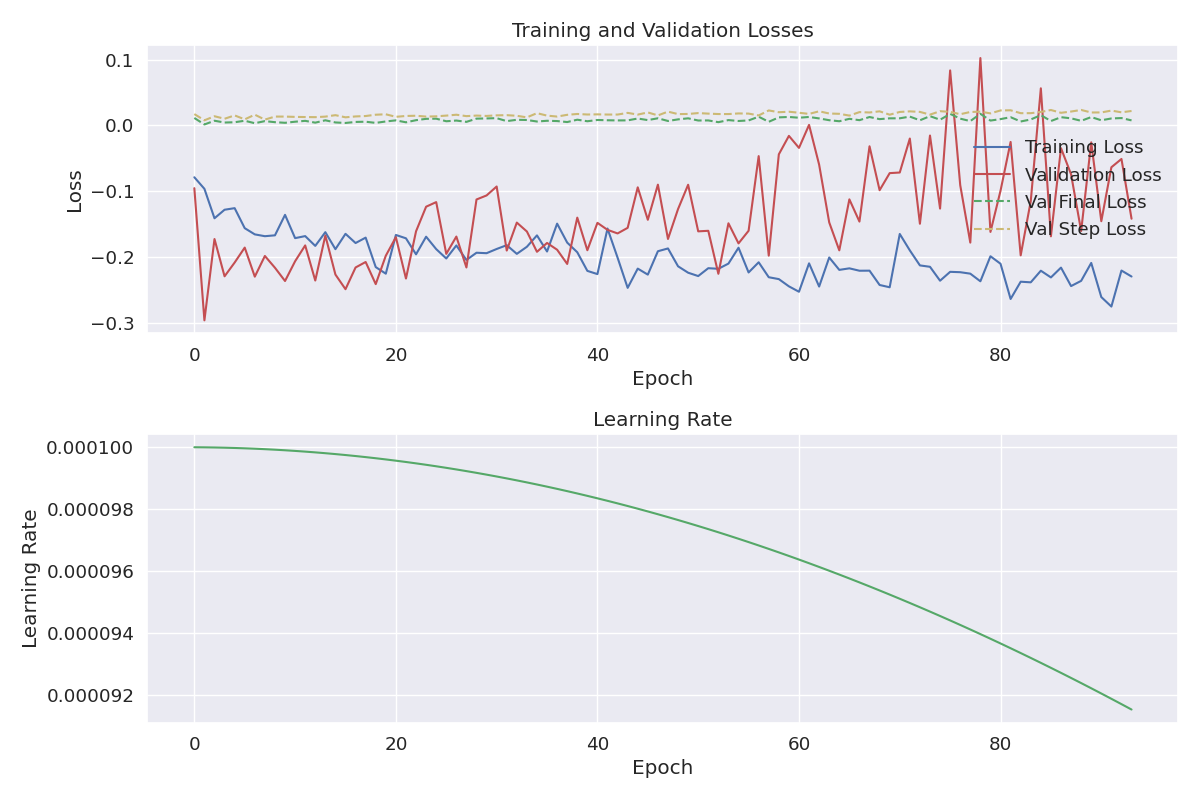 Training and Validation Losses
Loss
0.1
0.0
−0.1
−0.2
−0.3
Training Loss
Validation Loss
Val Final Loss
Val Step Loss
0 20 40 60 80
Epoch
Learning Rate
Learning Rate
0.000100
0.000098
0.000096
0.000094
0.000092
0 20 40 60 80
Epoch